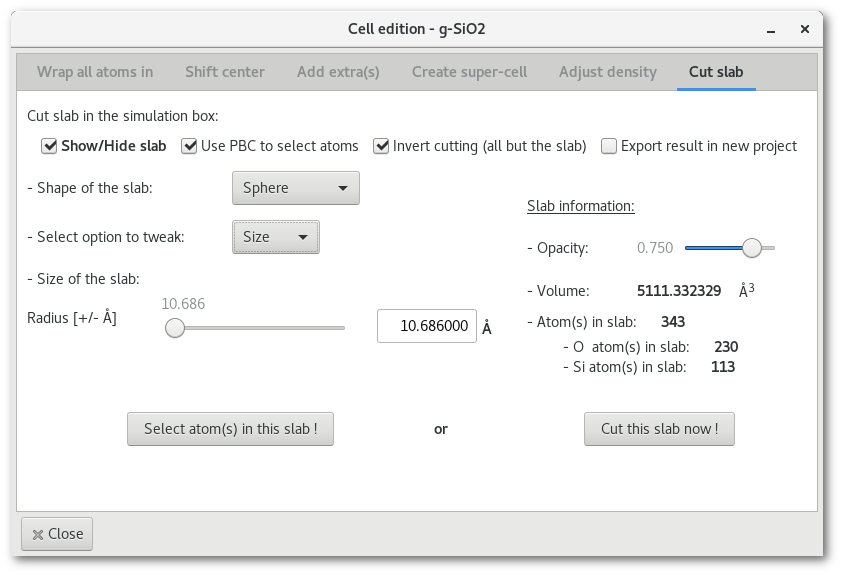 Cell edition - g-SiO2
Wrap all atoms in Shift center Add extra(s) Create super-cell Adjust density Cut slab
Cut slab in the simulation box:
Show/Hide slab Use PBC to select atoms Invert cutting (all but the slab) Export result in new project
- Shape of the slab: Sphere
Slab information:
- Select option to tweak: Size
- Opacity: 0.750
- Size of the slab:
- Volume: 5111.332329 Å³
10.686
Radius [+/- Å] 10.686000 Å
- Atom(s) in slab: 343
- O atom(s) in slab: 230
- Si atom(s) in slab: 113
Select atom(s) in this slab ! or Cut this slab now !
Close